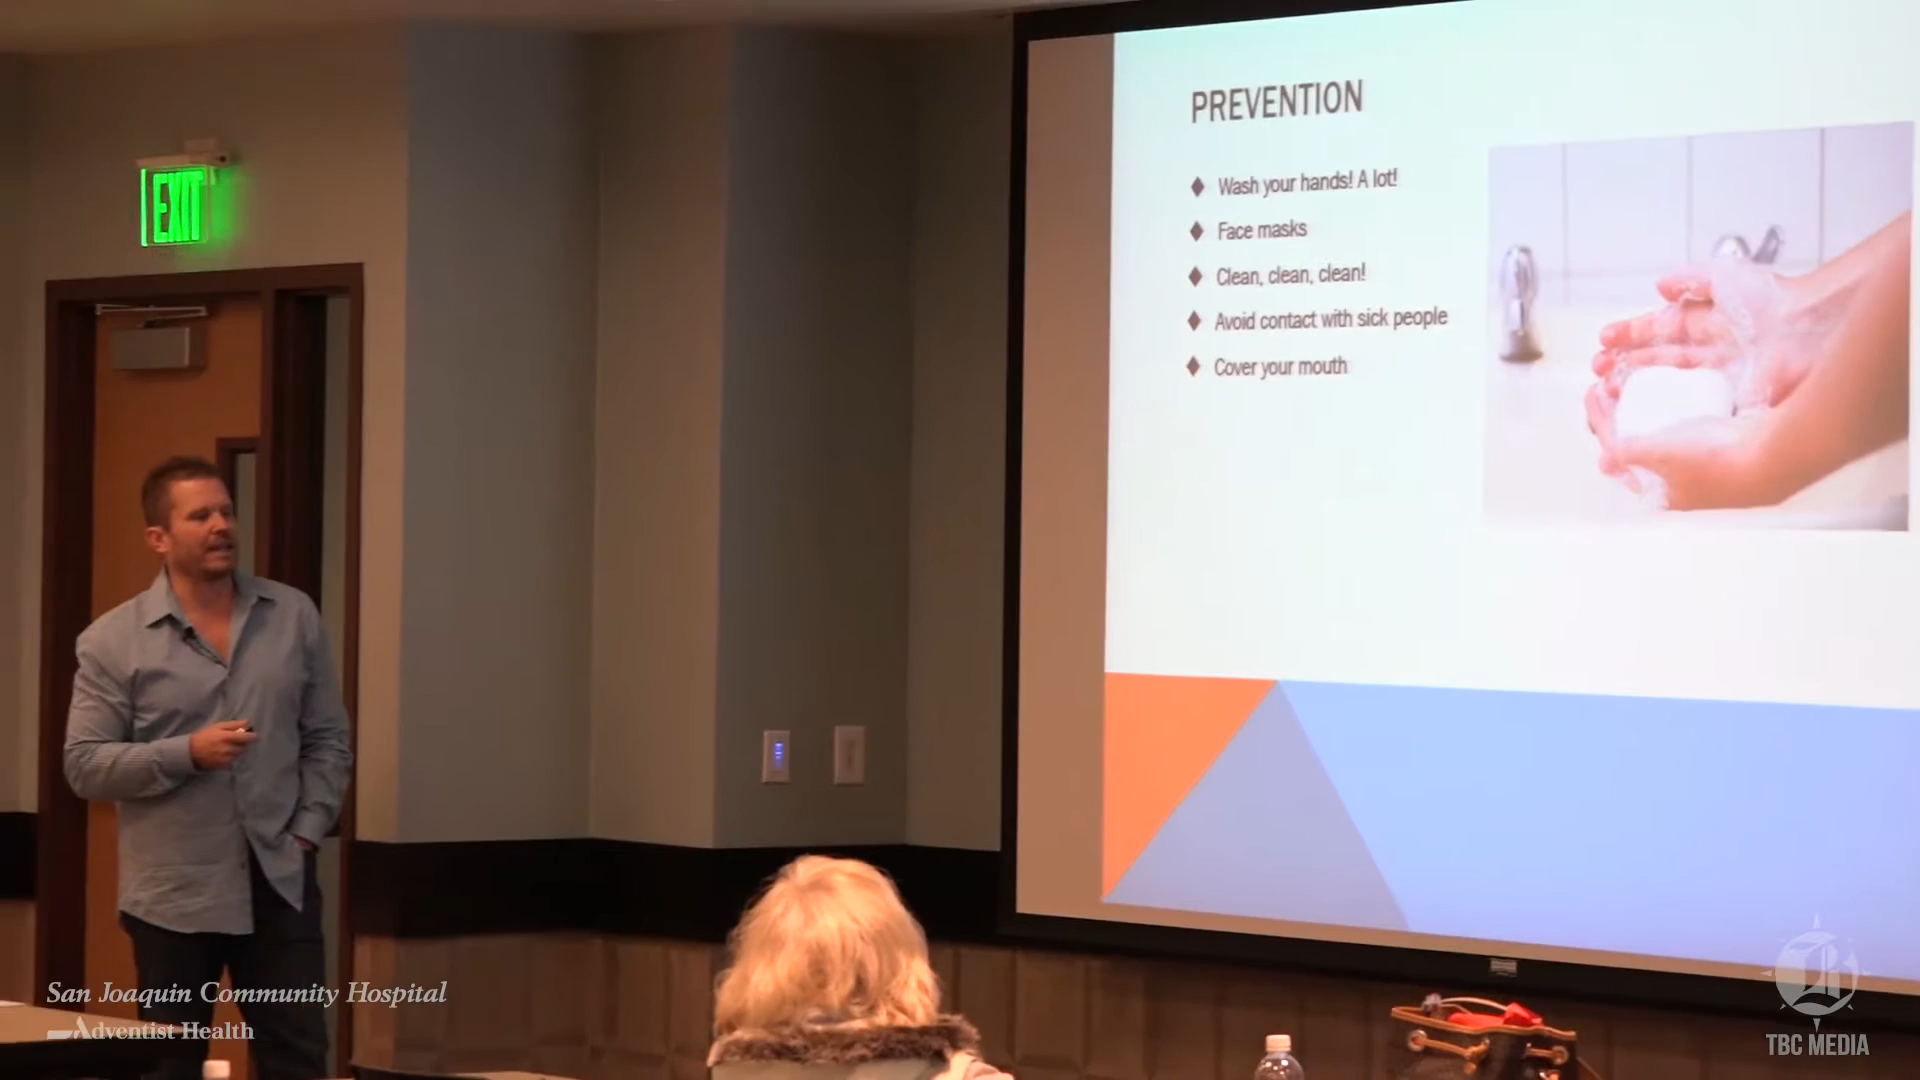 EXIT
PREVENTION
Wash your hands! A lot!
Face masks
Clean, clean, clean!
Avoid contact with sick people
Cover your mouth
San Joaquin Community Hospital
Adventist Health
TBC MEDIA